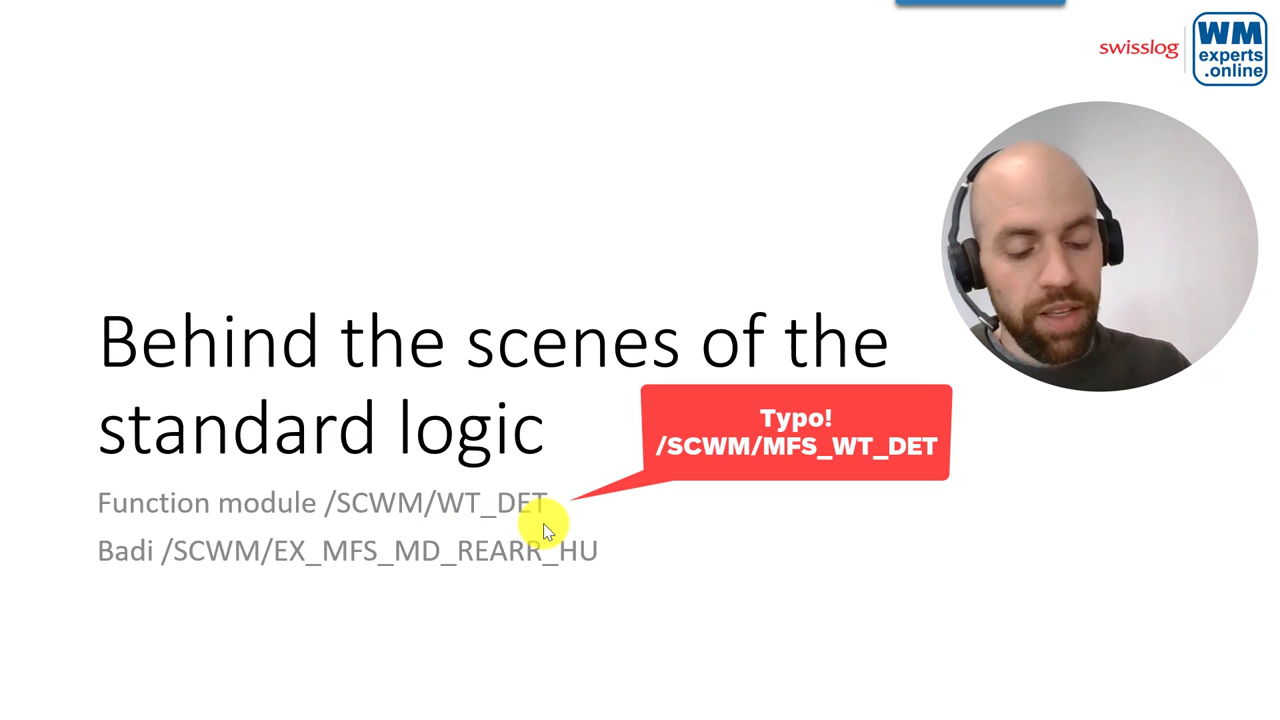 swisslog
WM
experts
.online
Behind the scenes of the
standard logic
Typo!
/SCWM/MFS_WT_DET
Function module /SCWM/WT_DET
Badi /SCWM/EX_MFS_MD_REARR_HU